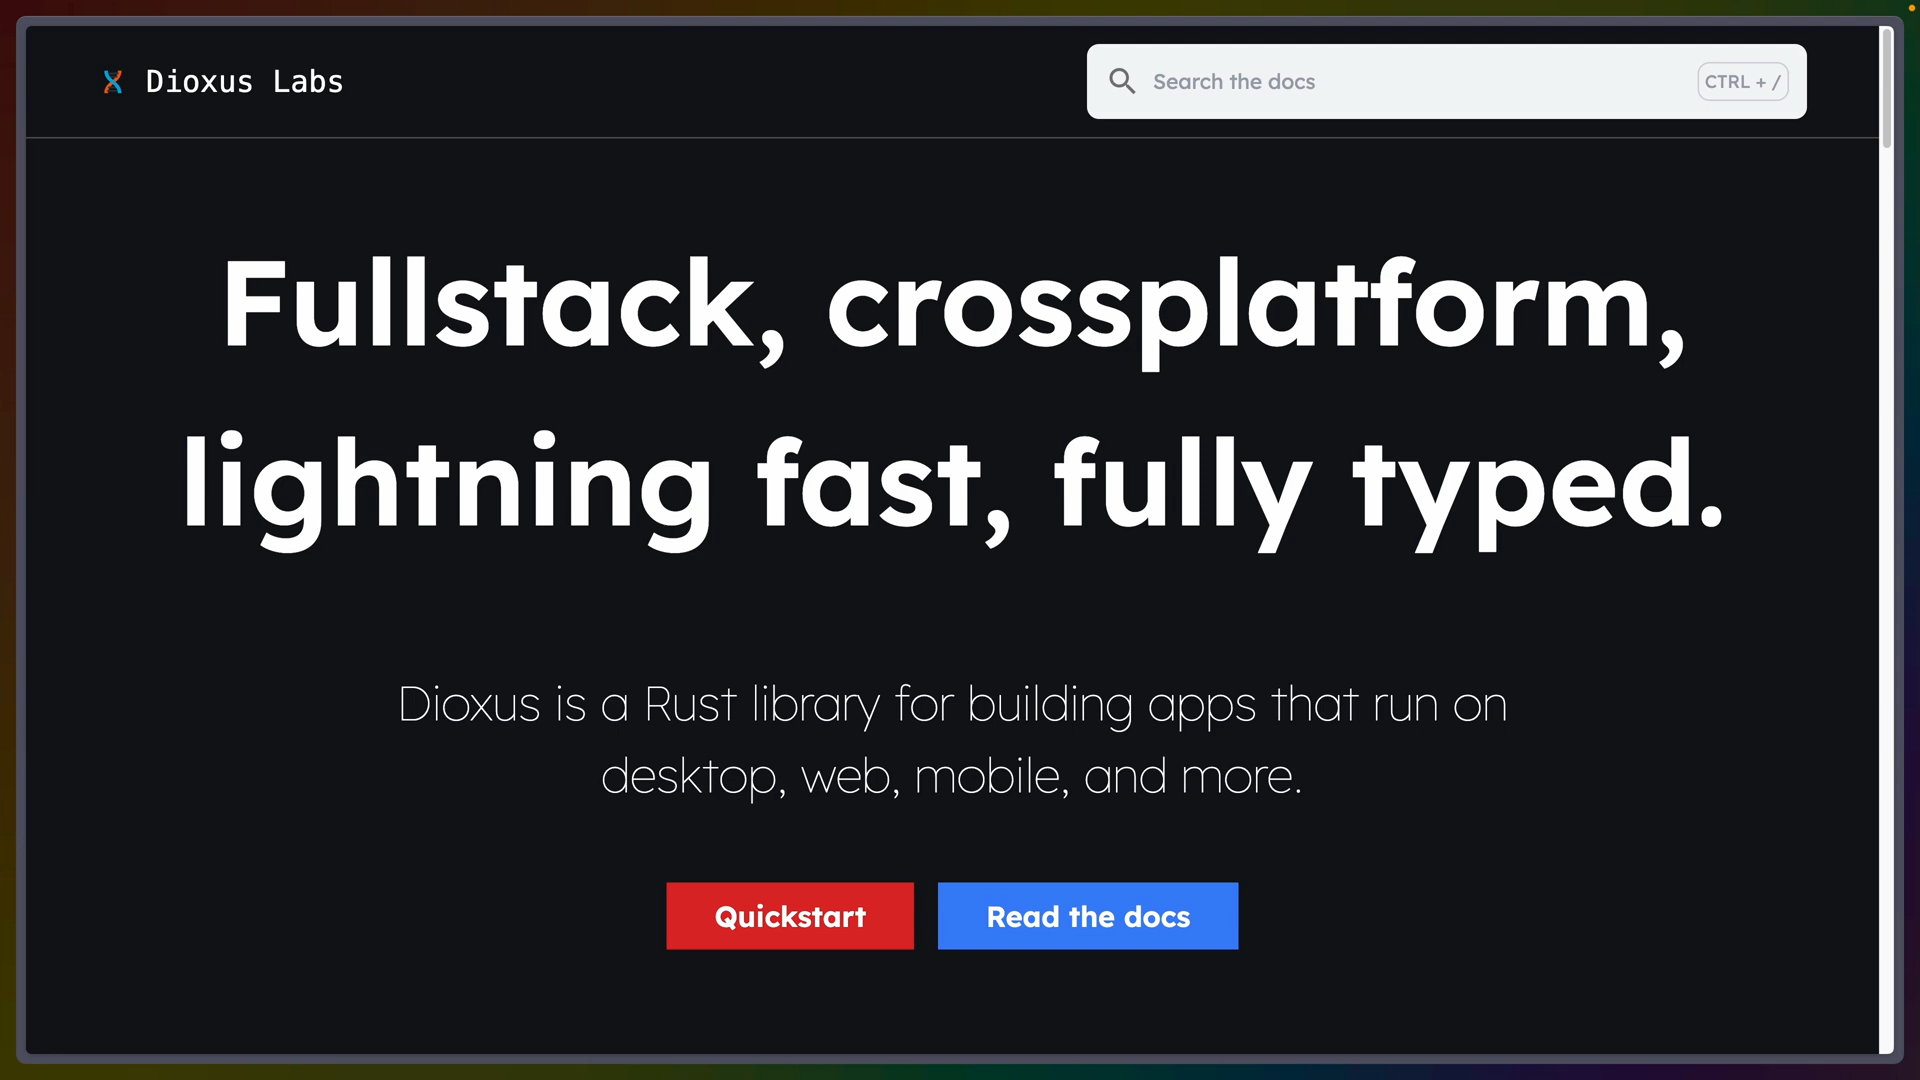 Dioxus Labs
Search the docs
CTRL + /
Fullstack, crossplatform,
lightning fast, fully typed.
Dioxus is a Rust library for building apps that run on
desktop, web, mobile, and more.
Quickstart
Read the docs